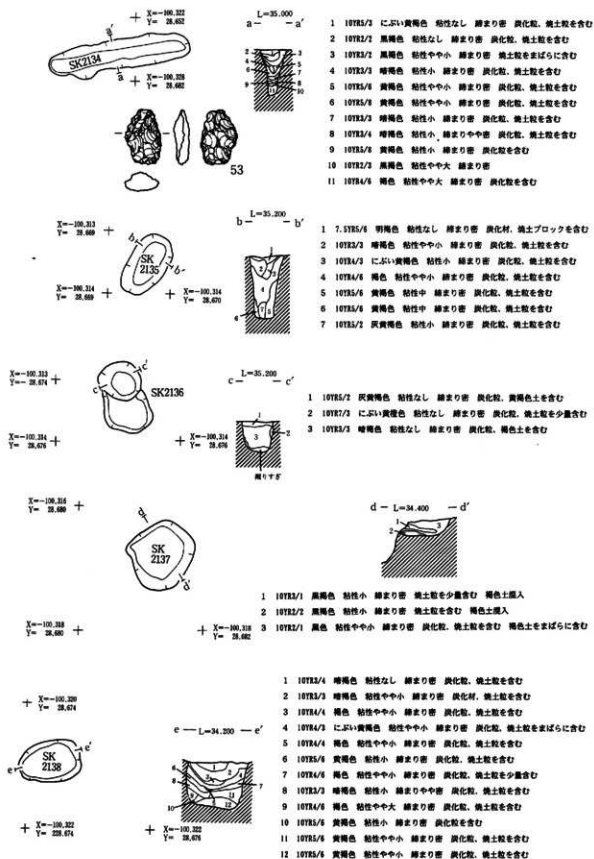 X=-100,322
Y= 28,652
a'
SK2134
a
X=-100,328
Y= 28,682
53
L=35.000
a a'
2
3
4
6
9
1
5
7
8
10
11
1 10YR5/3 にぶい黄褐色 粘性なし 締まり密 炭化粒、焼土粒を含む
2 10YR2/2 黒褐色 粘性なし 締まり密 炭化粒、焼土粒を含む
3 10YR3/2 黒褐色 粘性やや小 締まり密 焼土粒をまばらに含む
4 10YR3/3 暗褐色 粘性小 締まり密 炭化粒、焼土粒を含む
5 10YR5/6 黄褐色 粘性やや小 締まり密 炭化粒、焼土粒を含む
6 10YR5/8 黄褐色 粘性やや小 締まり密 炭化粒、焼土粒を含む
7 10YR3/3 暗褐色 粘性小 締まり密 炭化粒、焼土粒を含む
8 10YR3/4 暗褐色 粘性小 締まりやや密 炭化粒、焼土粒を含む
9 10YR5/8 黄褐色 粘性小 締まり密 炭化粒を含む
10 10YR2/3 黒褐色 粘性やや大 締まり密
11 10YR4/6 褐色 粘性やや大 締まり密 炭化粒を含む
X=-100,313
Y= 28,669
b'
SK
2135
b
X=-100,314
Y= 28,669
X=-100,314
Y= 28,670
L=35.200
b b'
1
2
3
4
5
6
7
1 7.5YR5/6 明褐色 粘性なし 締まり密 炭化材、焼土ブロックを含む
2 10YR3/3 暗褐色 粘性やや小 締まり密 炭化粒、焼土粒を含む
3 10YR4/3 にぶい黄褐色 粘性小 締まり密 炭化粒、焼土粒を含む
4 10YR4/6 褐色 粘性やや小 締まり密 炭化粒、焼土粒を含む
5 10YR5/6 黄褐色 粘性中 締まり密 炭化粒、焼土粒を含む
6 10YR5/6 黄褐色 粘性中 締まり密 炭化粒、焼土粒を含む
7 10YR5/2 灰黄褐色 粘性小 締まり密 炭化粒、焼土粒を含む
X=-100,313
Y=- 28,674
c'
c
SK2136
X=-100,314
Y= 28,676
X=-100,314
Y= 28,676
L=35.200
c c'
1
2
3
掘りすぎ
1 10YR5/2 灰黄褐色 粘性なし 締まり密 炭化粒、黄褐色土を含む
2 10YR7/3 にぶい黄橙色 粘性なし 締まり密 炭化粒、焼土粒を少量含む
3 10YR3/3 暗褐色 粘性なし 締まり密 炭化粒、褐色土を含む
X=-100,316
Y= 28,680
d
SK
2137
d'
X=-100,318
Y= 28,680
X=-100,318
Y= 28,682
d L=34.400 d'
1
2
3
1 10YR3/1 黒褐色 粘性小 締まり密 焼土粒を少量含む 褐色土混入
2 10YR2/2 黒褐色 粘性小 締まり密 焼土粒を含む 褐色土混入
3 10YR2/1 黒色 粘性やや小 締まり密 炭化粒、焼土粒を含む 褐色土をまばらに含む
X=-100,320
Y= 28,674
SK
2138
e e'
X=-100,322
Y= 228,674
X=-100,322
Y= 28,676
e L=34.200 e'
1
2
3
4
5
6
7
8
9
10
11
12
1 10YR3/4 暗褐色 粘性なし 締まり密 炭化粒、焼土粒を含む
2 10YR3/3 暗褐色 粘性やや小 締まり密 炭化材、焼土粒を含む
3 10YR4/4 褐色 粘性やや小 締まり密 炭化粒、焼土粒を含む
4 10YR4/3 にぶい黄褐色 粘性やや小 締まり密 炭化粒、焼土粒をまばらに含む
5 10YR4/4 褐色 粘性やや小 締まり密 炭化粒、焼土粒を含む
6 10YR5/6 黄褐色 粘性小 締まり密 炭化粒、焼土粒を含む
7 10YR4/6 褐色 粘性やや小 締まり密 炭化粒、焼土粒を少量含む
8 10YR3/3 暗褐色 粘性小 締まりやや密 炭化粒、焼土粒を含む
9 10YR4/6 褐色 粘性やや大 締まり密 炭化粒、焼土粒を含む
10 10YR5/6 黄褐色 粘性小 締まり密 炭化粒を含む
11 10YR5/6 黄褐色 粘性やや小 締まり密 炭化粒、焼土粒を含む
12 10YR5/6 黄褐色 粘性やや小 締まり密 炭化粒、焼土粒を含む